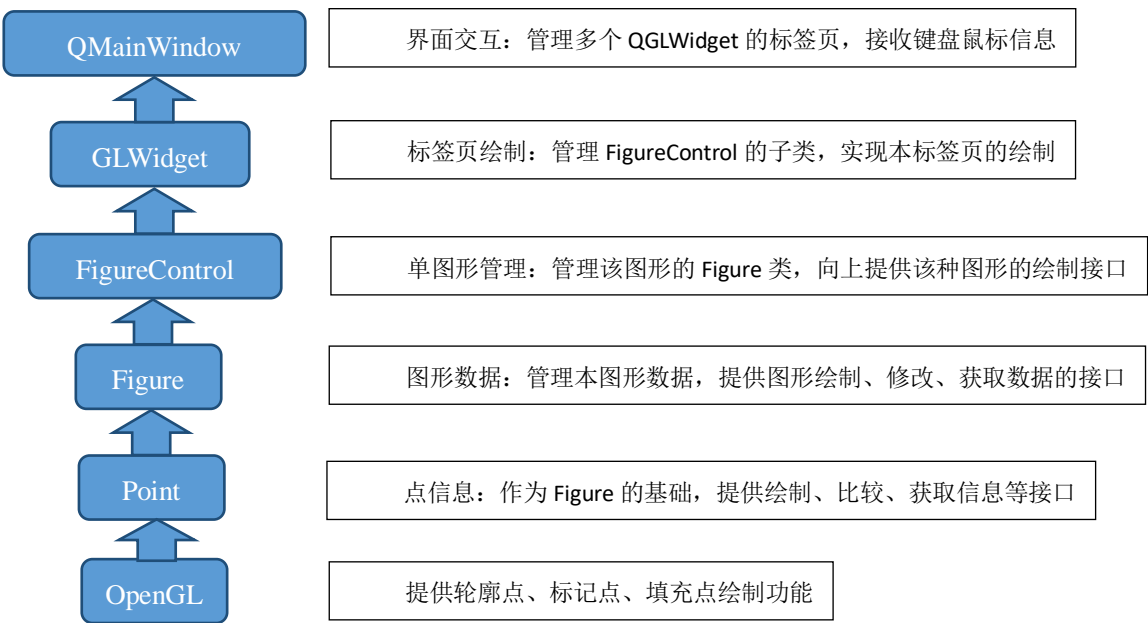 QMainWindow
界面交互：管理多个 QGLWidget 的标签页，接收键盘鼠标信息
GLWidget
标签页绘制：管理 FigureControl 的子类，实现本标签页的绘制
FigureControl
单图形管理：管理该图形的 Figure 类，向上提供该种图形的绘制接口
Figure
图形数据：管理本图形数据，提供图形绘制、修改、获取数据的接口
Point
点信息：作为 Figure 的基础，提供绘制、比较、获取信息等接口
OpenGL
提供轮廓点、标记点、填充点绘制功能